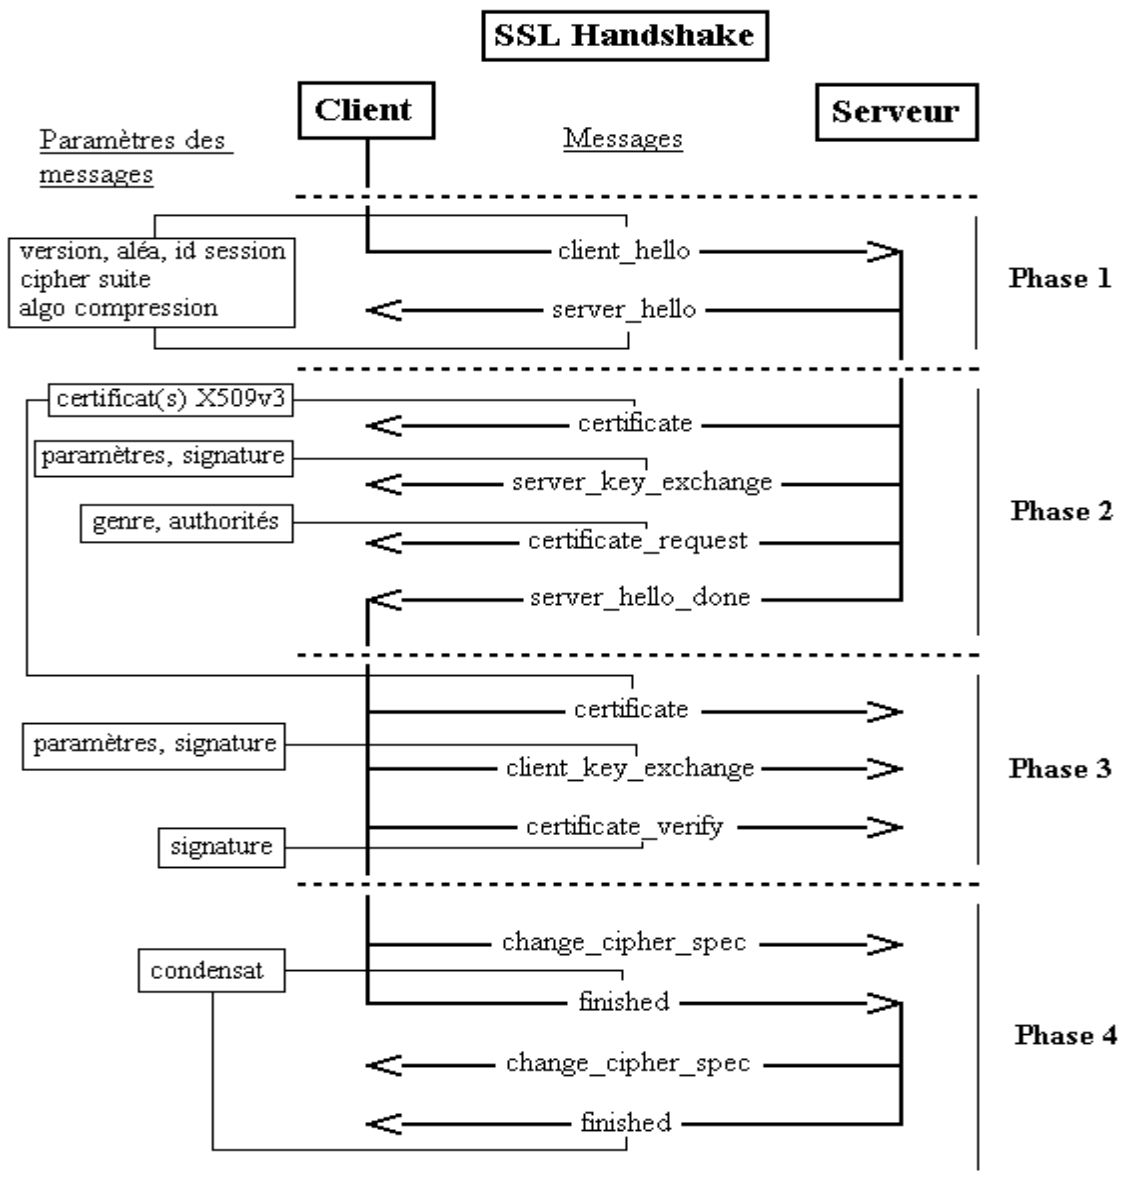 SSL Handshake
Client
Serveur
Paramètres des
messages
Messages
version, aléa, id session
cipher suite
algo compression
client_hello
server_hello
Phase 1
certificat(s) X509v3
certificate
paramètres, signature
server_key_exchange
genre, authorités
certificate_request
server_hello_done
Phase 2
certificate
paramètres, signature
client_key_exchange
signature
certificate_verify
Phase 3
change_cipher_spec
condensat
finished
change_cipher_spec
finished
Phase 4